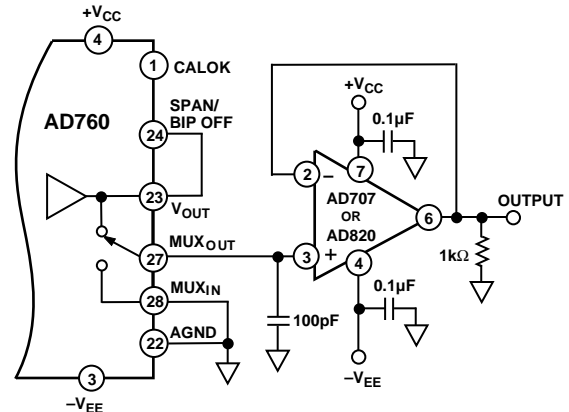 +VCC
4
1
CALOK
SPAN/
BIP OFF
AD760
24
23
VOUT
MUXOUT
27
MUXIN
28
AGND
22
3
−VEE
100pF
+VCC
0.1µF
7
2
−
AD707
OR
AD820
6
OUTPUT
3
+
4
1kΩ
0.1µF
−VEE